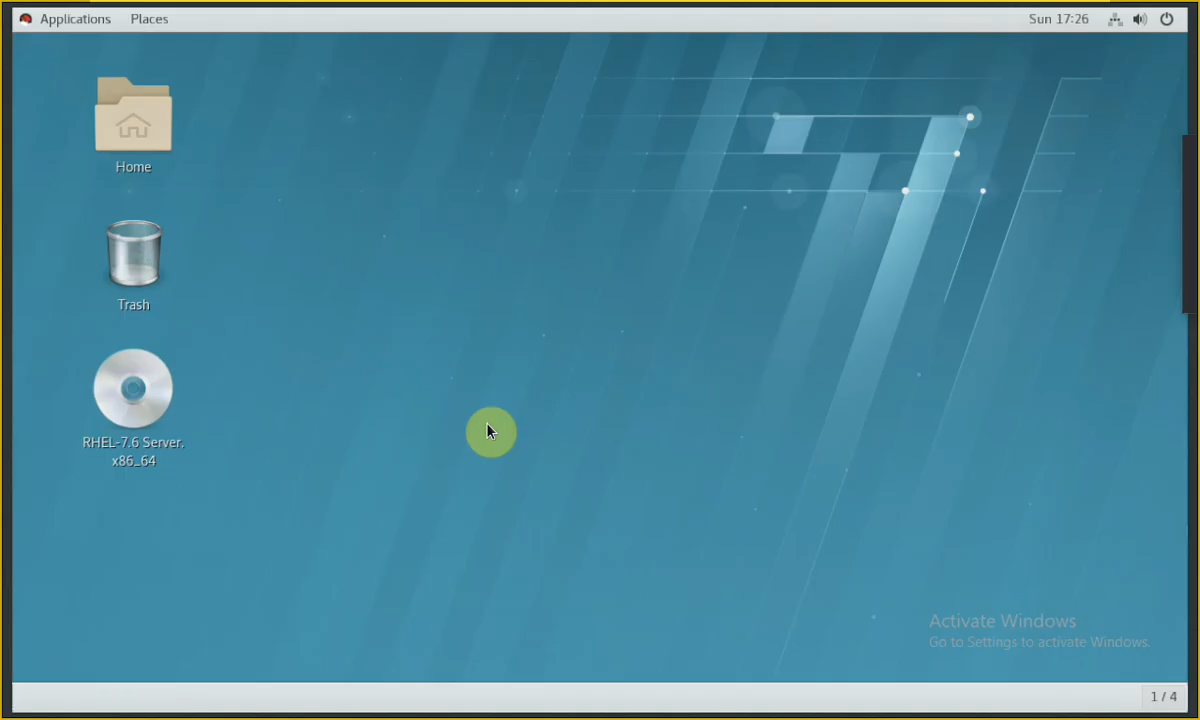 Applications Places Sun 17:26
Home
Trash
RHEL-7.6 Server.
x86_64
Activate Windows
Go to Settings to activate Windows.
1 / 4